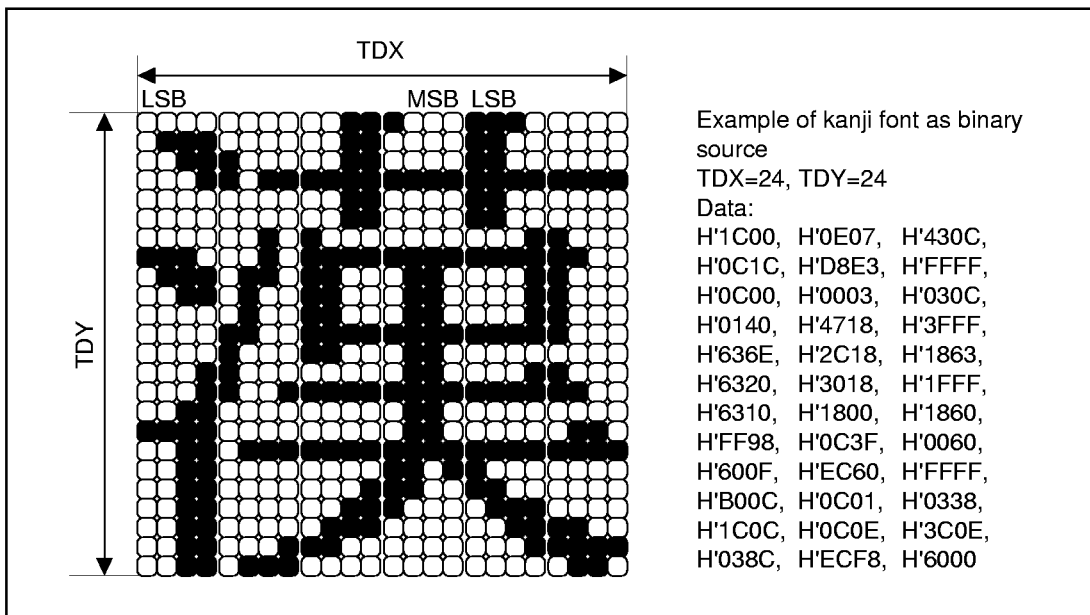 TDX
LSB MSB LSB
TDY
漢
Example of kanji font as binary
source
TDX=24, TDY=24
Data:
H'1C00, H'0E07, H'430C,
H'0C1C, H'D8E3, H'FFFF,
H'0C00, H'0003, H'030C,
H'0140, H'4718, H'3FFF,
H'636E, H'2C18, H'1863,
H'6320, H'3018, H'1FFF,
H'6310, H'1800, H'1860,
H'FF98, H'0C3F, H'0060,
H'600F, H'EC60, H'FFFF,
H'B00C, H'0C01, H'0338,
H'1C0C, H'0C0E, H'3C0E,
H'038C, H'ECF8, H'6000